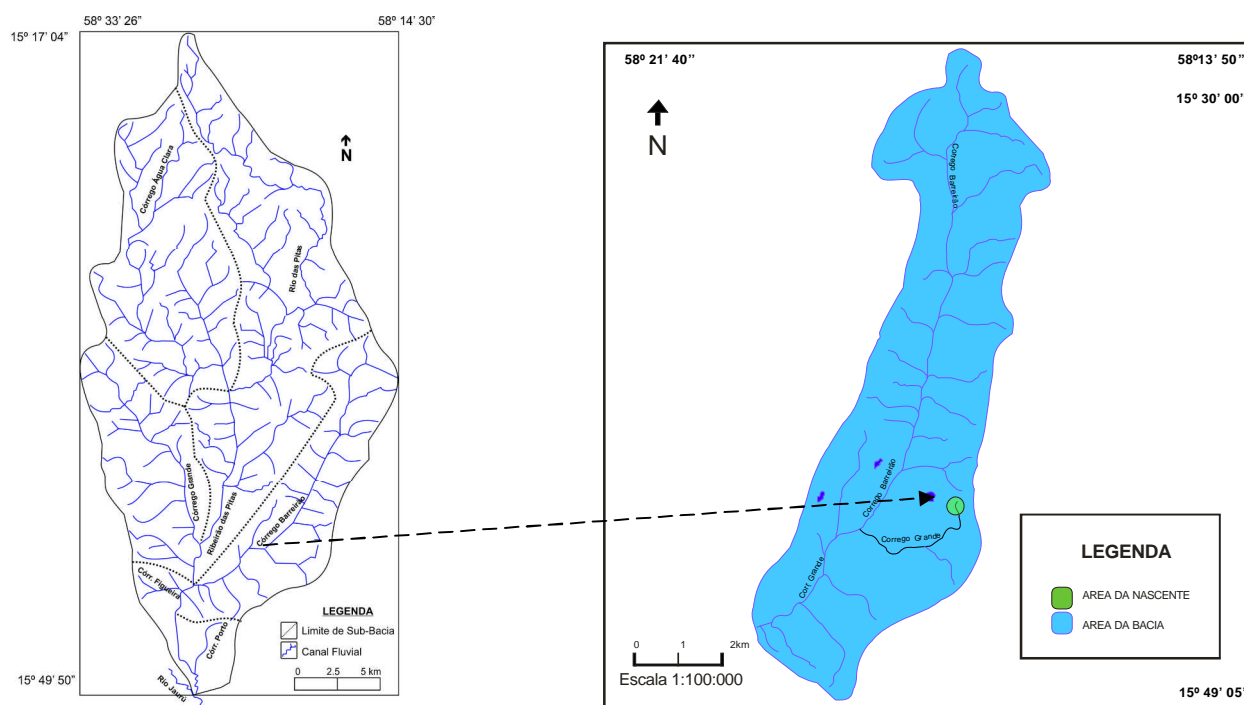 58º 33’ 26
58º 14’ 30”
15º 17’ 04”
N
Córrego Água Clara
Rio das Pitas
Córrego Grande
Ribeirão das Pitas
Córrego Barreirão
Córr. Figueira
Córr. Porto
Rio Jaurú
LEGENDA
Limite de Sub-Bacia
Canal Fluvial
0 2.5 5 km
15º 49’ 50”
58º 21’ 40”
58º13’ 50”
15º 30’ 00”
N
Corrego Barreirão
Corrego Barreirão
Corrego Grande
Corr. Grande
0 1 2km
Escala 1:100:000
LEGENDA
AREA DA NASCENTE
AREA DA BACIA
15º 49’ 05”